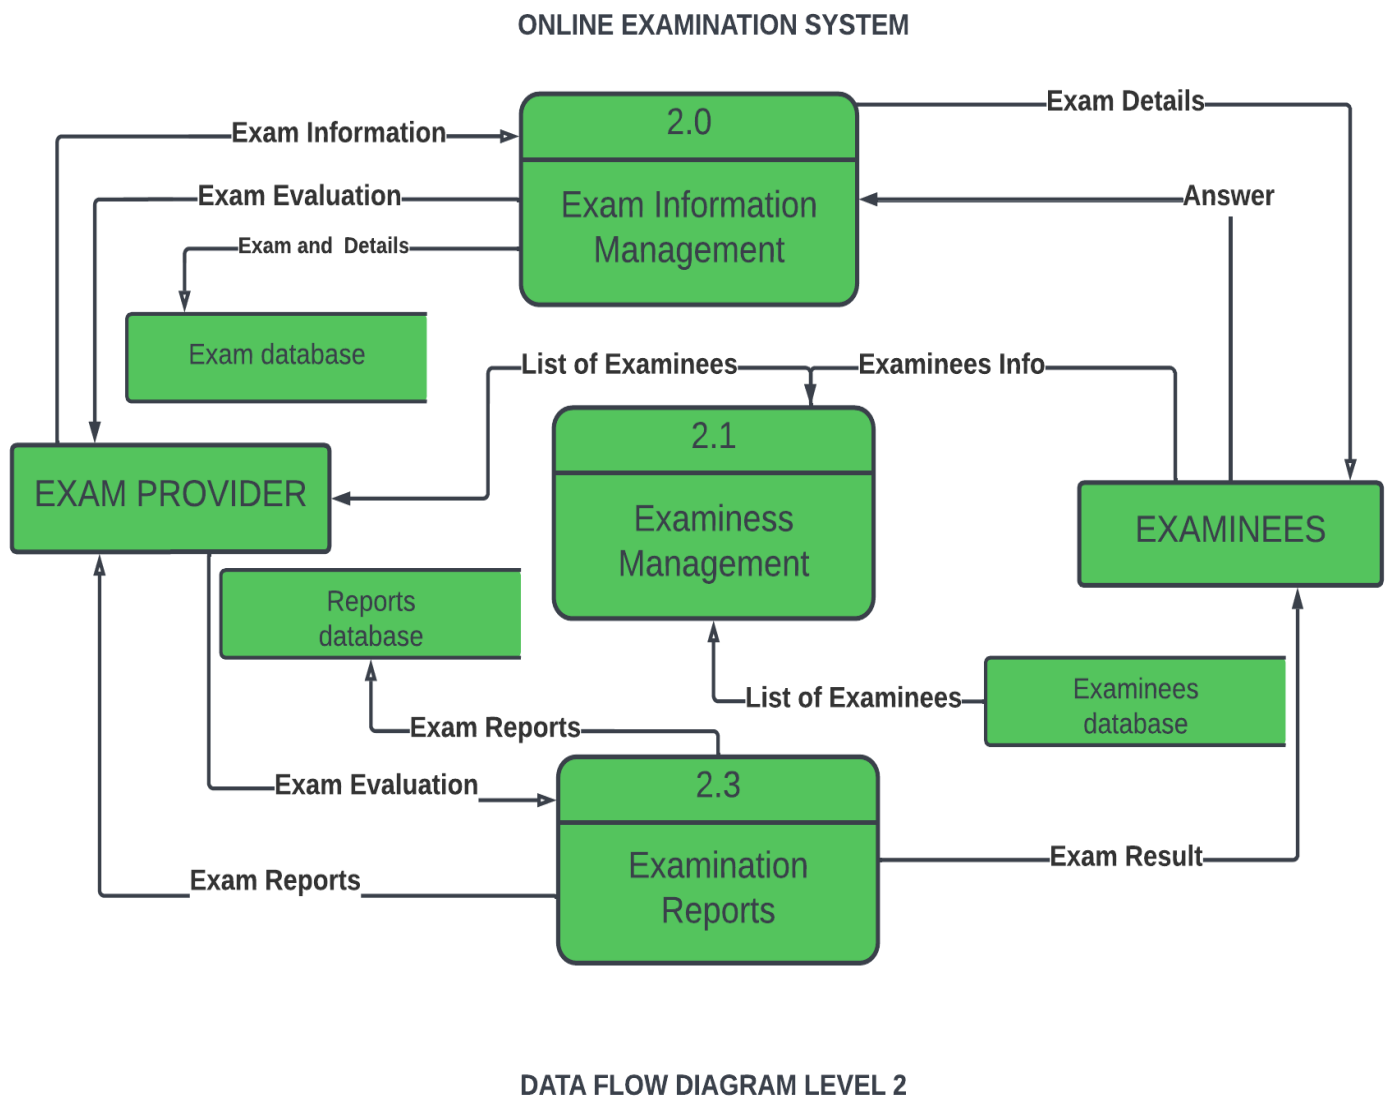 ONLINE EXAMINATION SYSTEM
2.0
Exam Information
Management
Exam Details
Exam Information
Exam Evaluation
Answer
Exam and  Details
Exam database
List of Examinees
Examinees Info
2.1
Examiness
Management
EXAM PROVIDER
EXAMINEES
Reports
database
List of Examinees
Examinees
database
Exam Reports
Exam Evaluation
2.3
Examination
Reports
Exam Result
Exam Reports
DATA FLOW DIAGRAM LEVEL 2